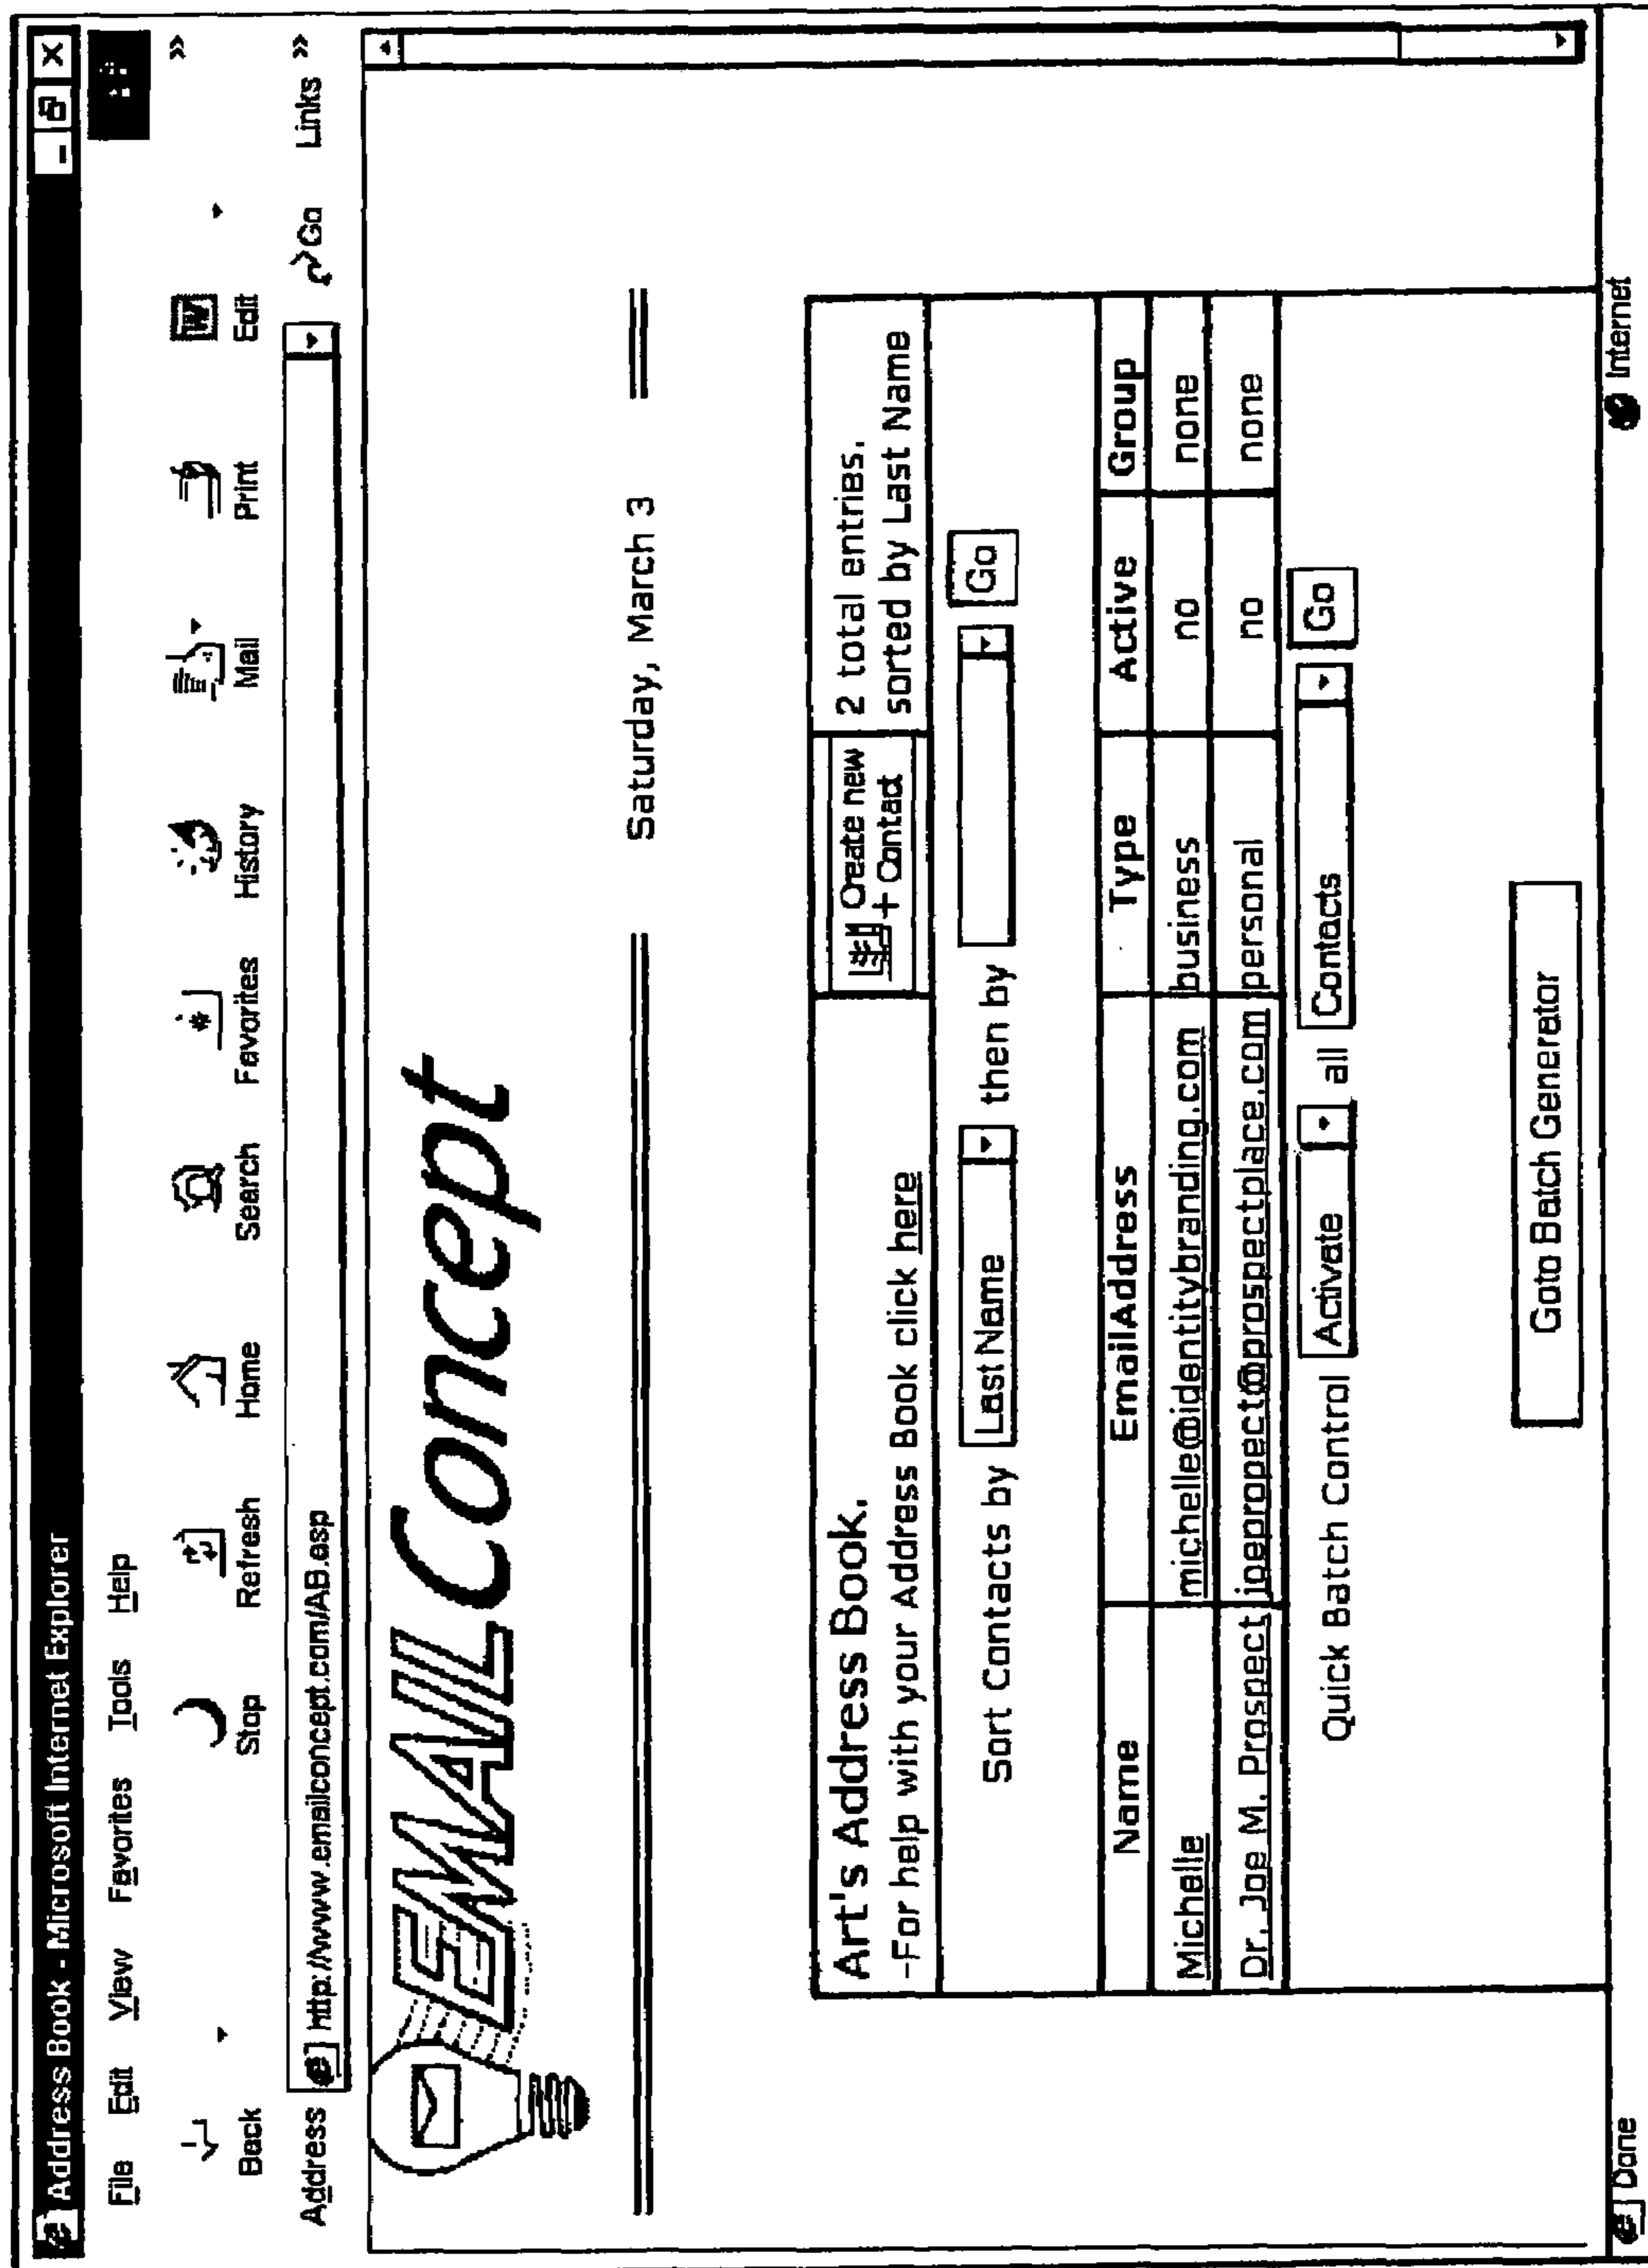 Address Book - Microsoft Internet Explorer
File Edit View Favorites Tools Help
Back Stop Refresh Home Search Favorites History Mail Print Edit »
Address http://www.emailconcept.com/AB.asp Go Links »
EMAIL Concept
Saturday, March 3
Art's Address Book.
-For help with your Address Book click here
Create new
+ Contact
2 total entries.
sorted by Last Name
Sort Contacts by Last Name then by Go
Name EmailAddress Type Active Group
Michelle michelle@identitybranding.com business no none
Dr. Joe M. Prospect joepropect@prospectplace.com personal no none
Quick Batch Control Activate all Contacts Go
Goto Batch Generator
Done Internet